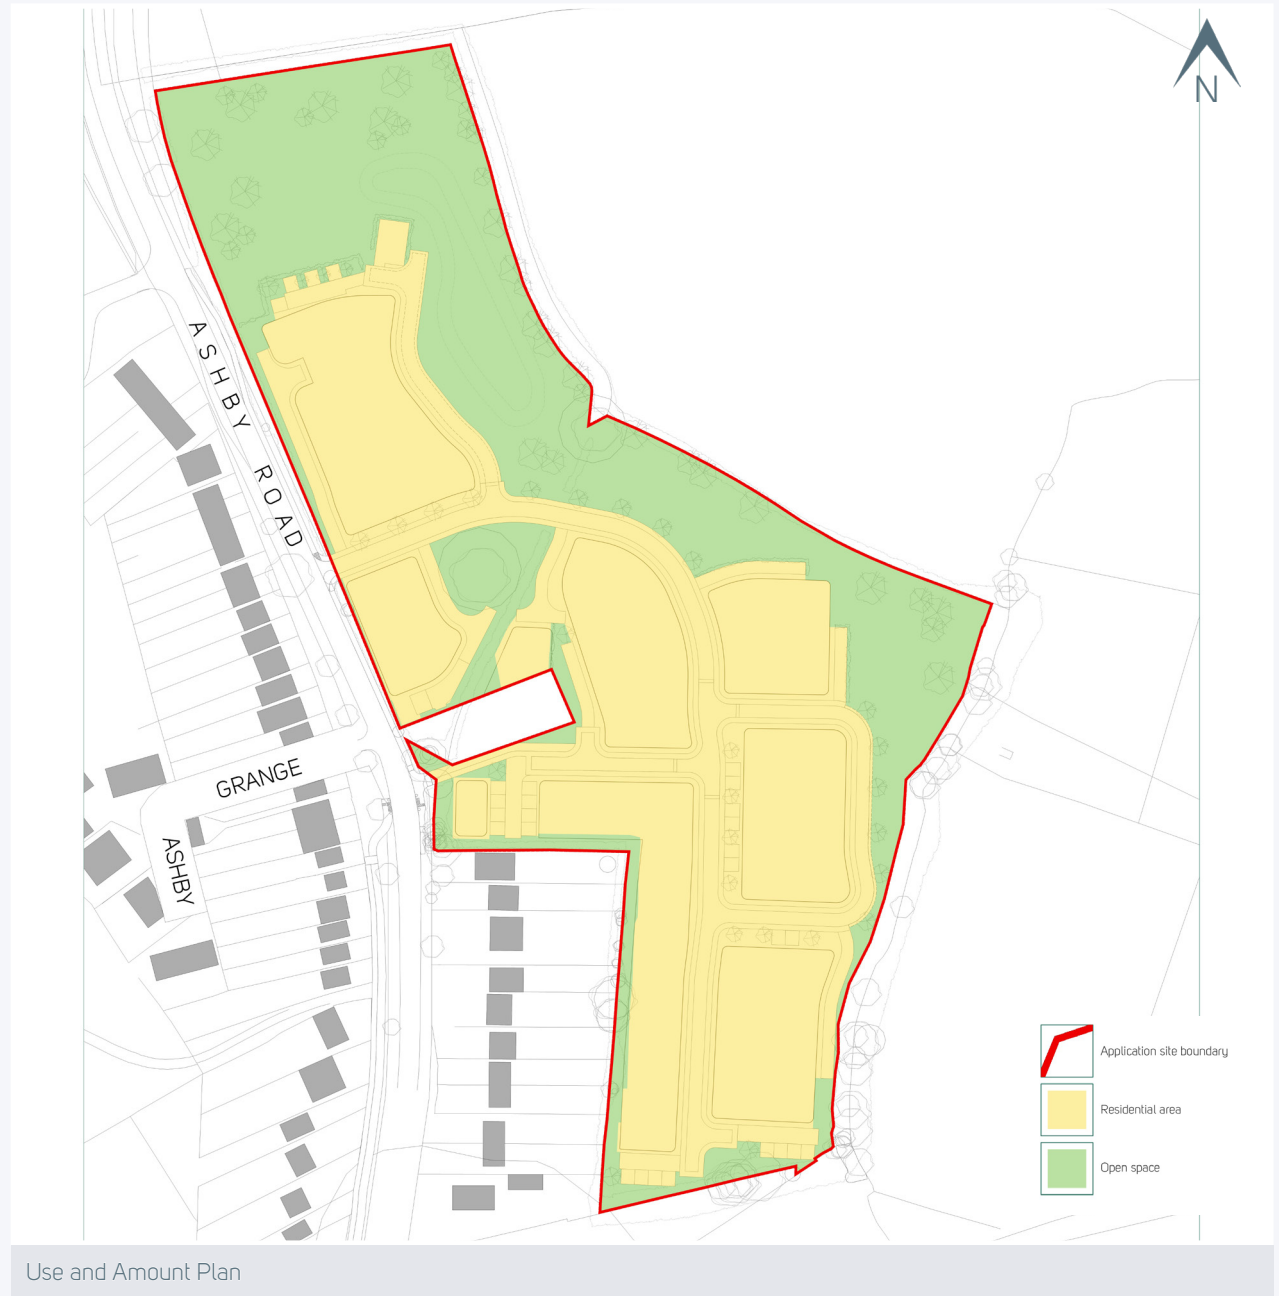 N
ASHBY ROAD
GRANGE
ASHBY
Application site boundary
Residential area
Open space
Use and Amount Plan